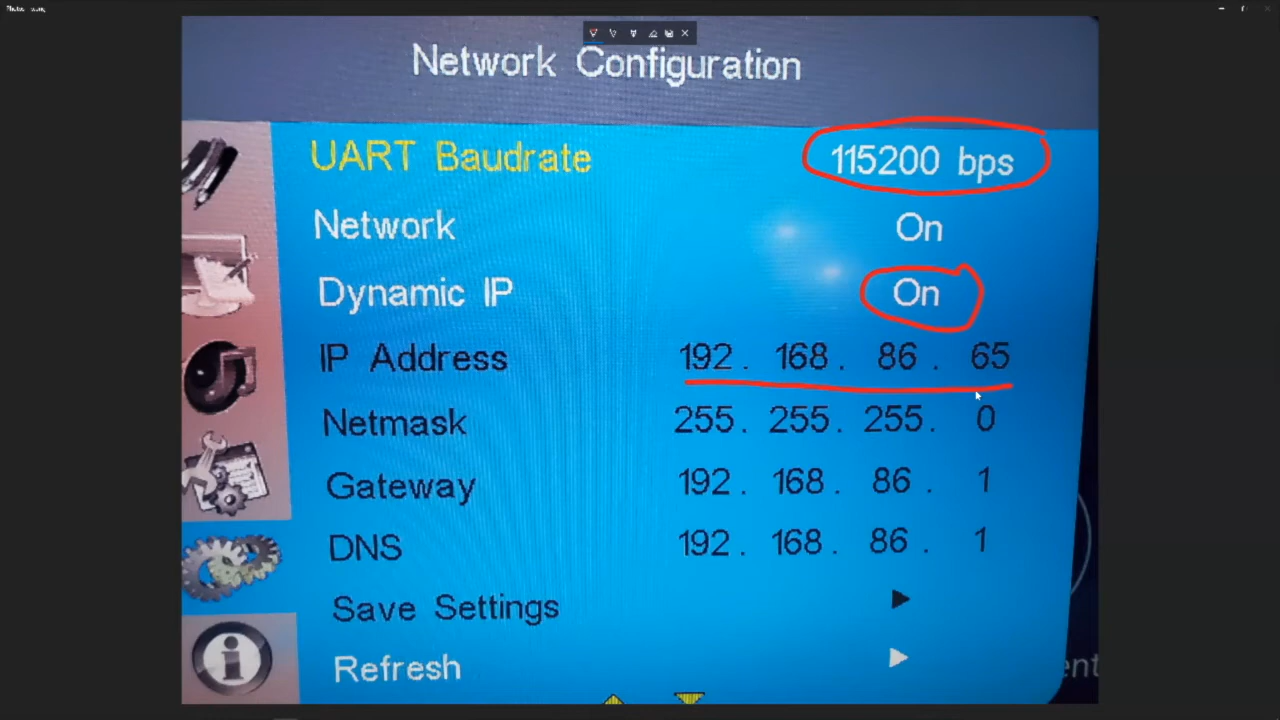 Network Configuration
UART Baudrate 115200 bps
Network On
Dynamic IP On
IP Address 192. 168. 86. 65
Netmask 255. 255. 255. 0
Gateway 192. 168. 86. 1
DNS 192. 168. 86. 1
Save Settings
Refresh